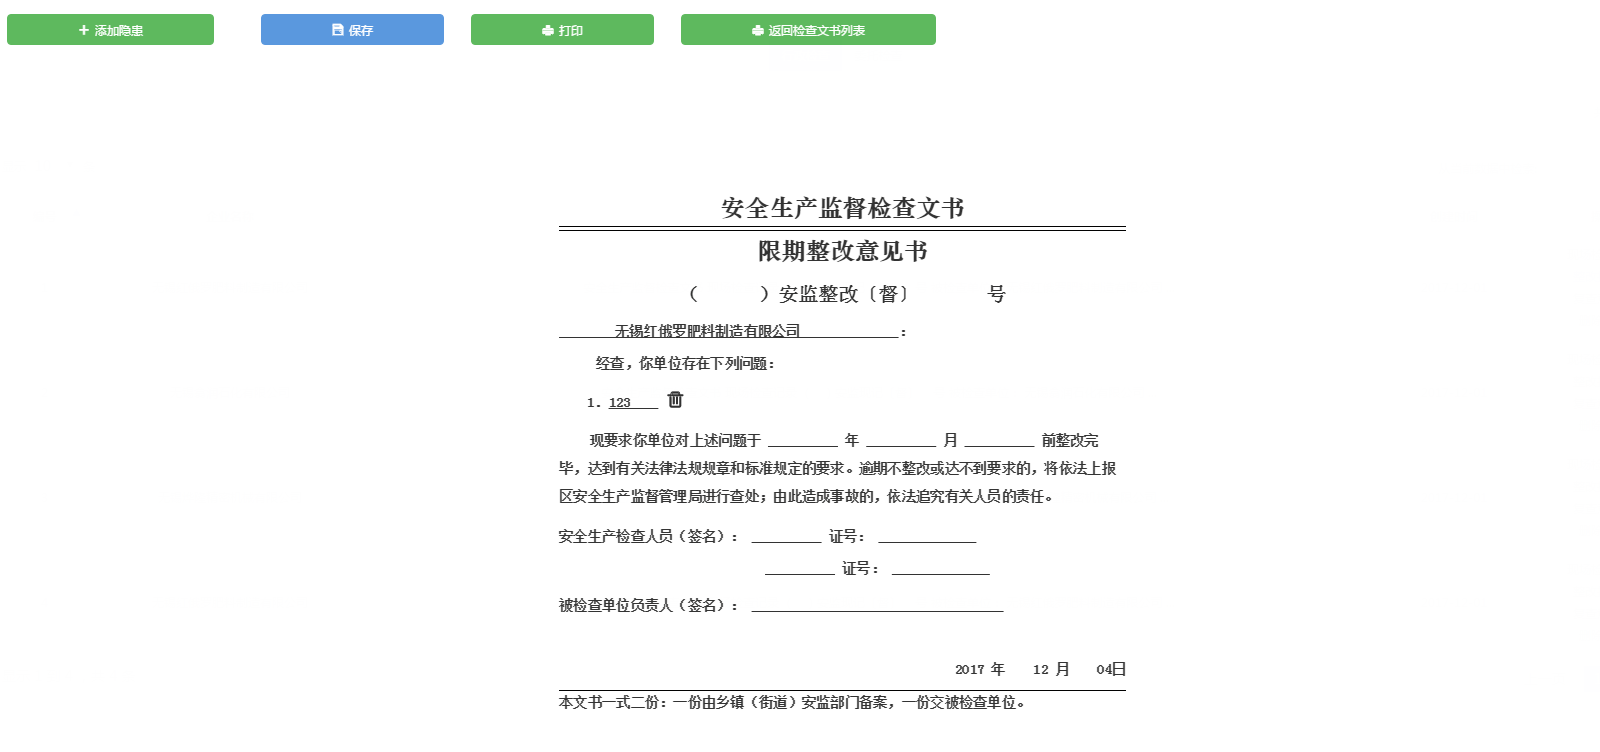 添加隐患 保存 打印 返回检查文书列表
安全生产监督检查文书
限期整改意见书
（ ）安监整改〔督〕 号
无锡红俄罗肥料制造有限公司：
经查，你单位存在下列问题：
1. 123
现要求你单位对上述问题于 __________ 年 __________ 月 __________ 前整改完
毕，达到有关法律法规规章和标准规定的要求。逾期不整改或达不到要求的，将依法上报
区安全生产监督管理局进行查处；由此造成事故的，依法追究有关人员的责任。
安全生产检查人员（签名）： __________ 证号： ______________
__________ 证号： ______________
被检查单位负责人（签名）： ____________________________________
2017 年 12 月 04日
本文书一式二份：一份由乡镇（街道）安监部门备案，一份交被检查单位。